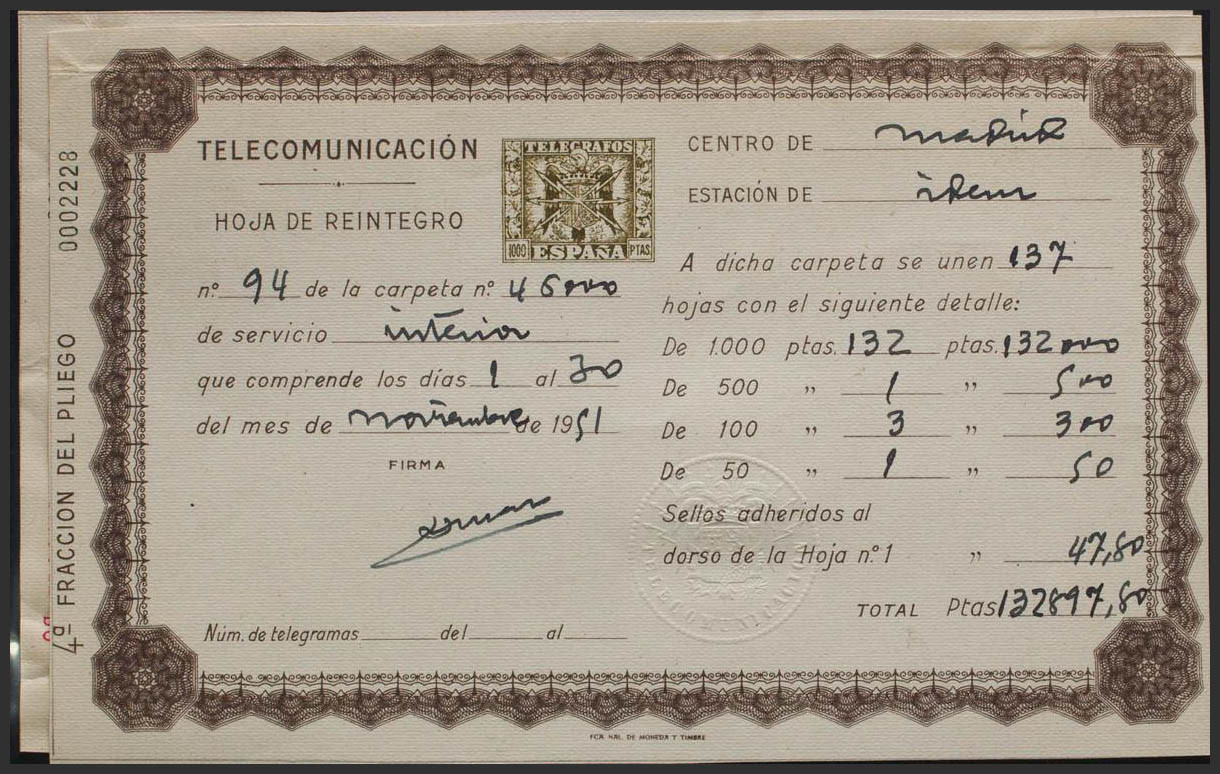 TELECOMUNICACIÓN
HOJA DE REINTEGRO
TELEGRAFOS
1000 ESPAÑA PTAS
nº. 94 de la carpeta nº. 46000
de servicio interior
que comprende los días 1 al 30
del mes de noviembre de 1951
FIRMA
Núm. de telegramas del al
CENTRO DE Madrid
ESTACIÓN DE idem
A dicha carpeta se unen 137
hojas con el siguiente detalle:
De 1.000 ptas. 132 ptas. 132000
De 500 „ 1 „ 500
De 100 „ 3 „ 300
De 50 „ 1 „ 50
Sellos adheridos al
dorso de la Hoja nº. 1 „ 47,80
TOTAL Ptas 132897,80
4ª FRACCION DEL PLIEGO 0002228
FCA. NAL. DE MONEDA Y TIMBRE
TELECOMUNICACION